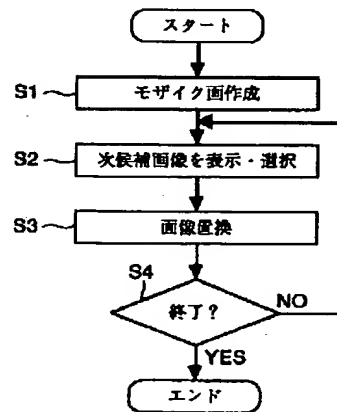 スタート
S1
モザイク画作成
S2
次候補画像を表示・選択
S3
画像置換
S4
終了？
NO
YES
エンド